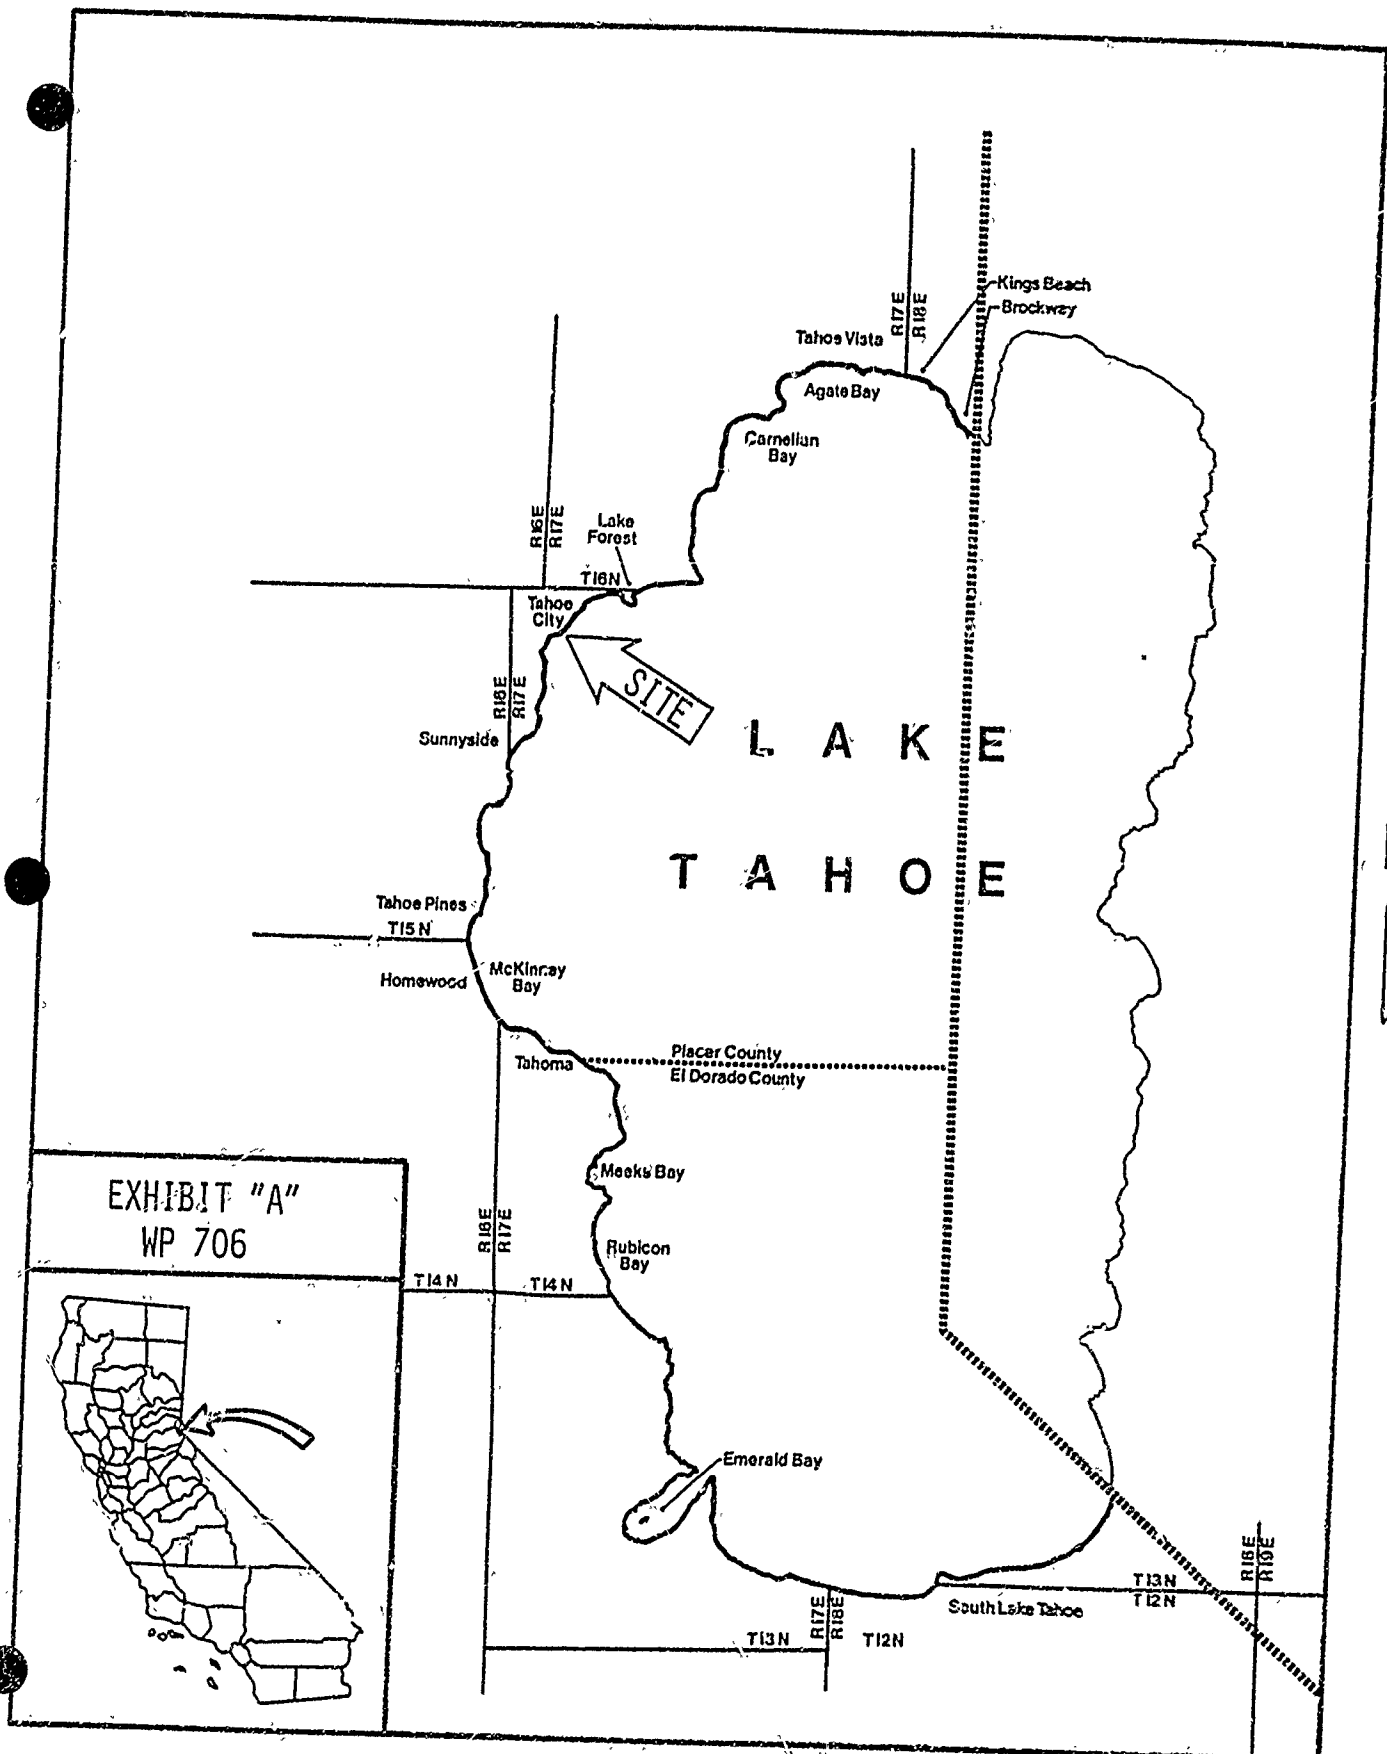 Kings Beach
Brockway
R17E
R18E
Tahoe Vista
Agate Bay
Carnelian
Bay
R16E
R17E
Lake
Forest
T16N
Tahoe
City
SITE
R16E
R17E
Sunnyside
LAKE
TAHOE
Tahoe Pines
T15N
Homewood
McKinney
Bay
Tahoma
Placer County
El Dorado County
Meeks Bay
EXHIBIT "A"
WP 706
R16E
R17E
Rubicon
Bay
T14N
T14N
Emerald Bay
R18E
R19E
T13N
T12N
South Lake Tahoe
R17E
R18E
T13N
T12N